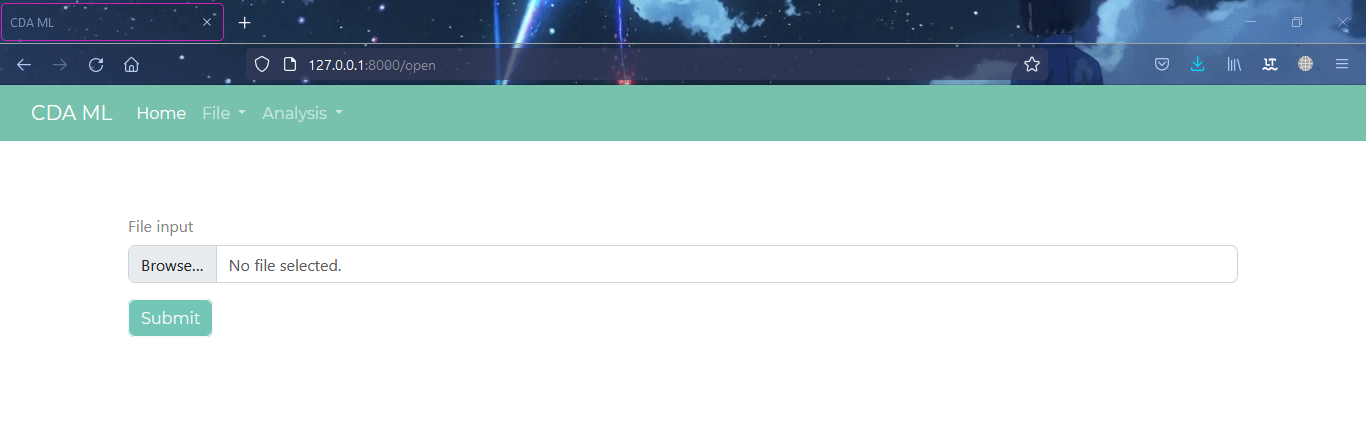 CDA ML
127.0.0.1:8000/open
CDA ML Home File Analysis
File input
Browse... No file selected.
Submit